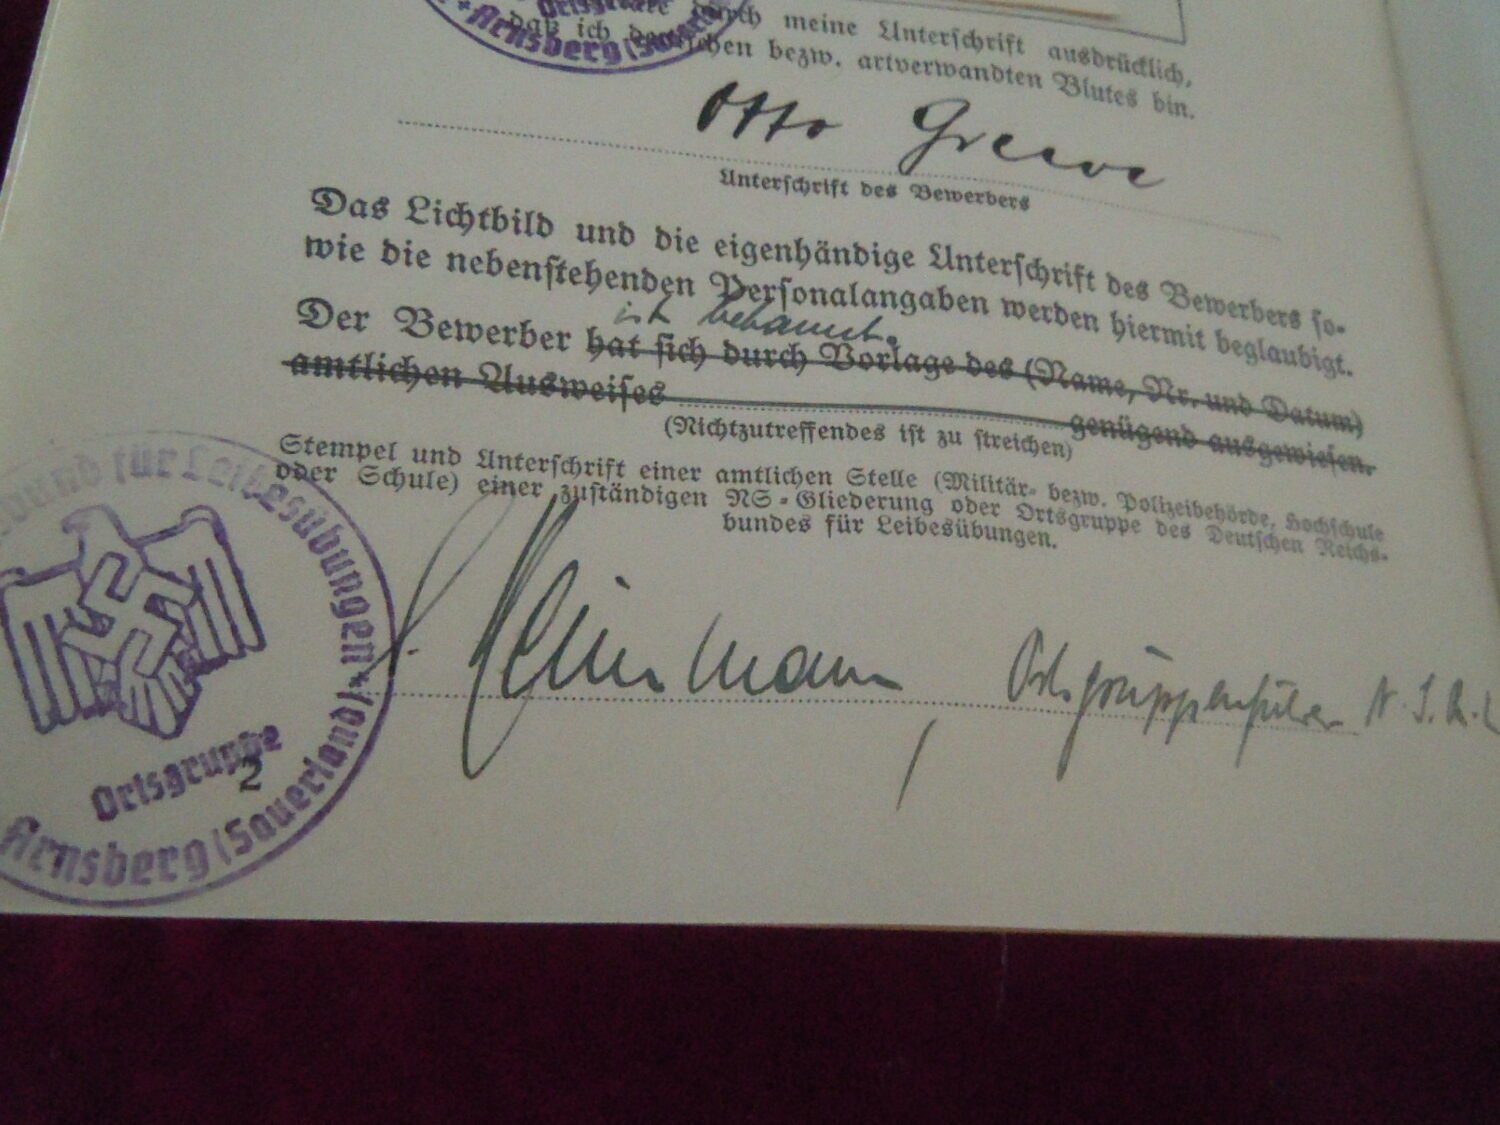 Ortsgruppe
Arnsberg (Sauerl
durch meine Unterschrift ausdrücklich,
daß ich deutschen bezw. artverwandten Blutes bin.
Otto Greve
Unterschrift des Bewerbers
Das Lichtbild und die eigenhändige Unterschrift des Bewerbers so-
wie die nebenstehenden Personalangaben werden hiermit beglaubigt.
ist bekannt.
Der Bewerber hat sich durch Vorlage des (Name, Nr. und Datum)
amtlichen Ausweises genügend ausgewiesen.
(Nichtzutreffendes ist zu streichen)
Stempel und Unterschrift einer amtlichen Stelle (Militär- bezw. Polizeibehörde, Hochschule
oder Schule) einer zuständigen NS-Gliederung oder Ortsgruppe des Deutschen Reichs-
bundes für Leibesübungen.
bund für Leibesübungen
Ortsgruppe
Arnsberg (Sauerland)
Ortsgruppenführer N.S.R.L
2